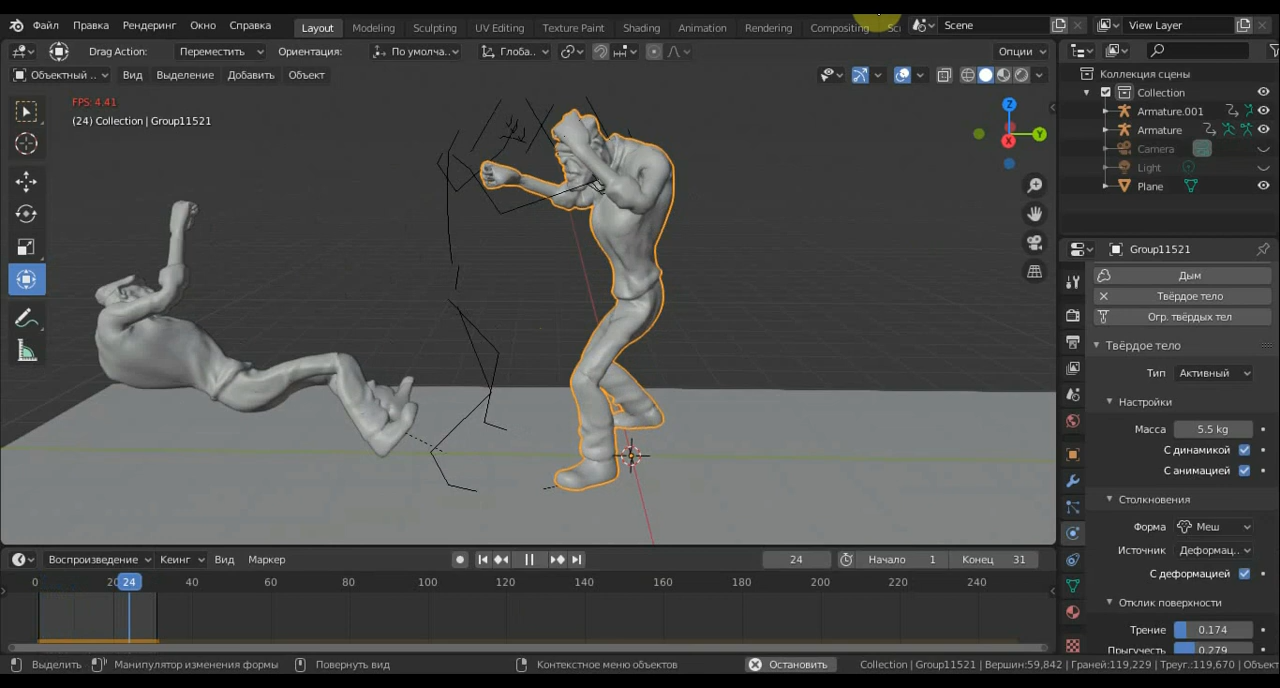 Файл Правка Рендеринг Окно Справка Layout Modeling Sculpting UV Editing Texture Paint Shading Animation Rendering Compositing Sci Scene View Layer
Drag Action: Переместить Ориентация: По умолча.. Глоба.. Опции
Объектный .. Вид Выделение Добавить Объект
Коллекция сцены
Collection
Armature.001
Armature
Camera
Light
Plane
FPS: 4.41
(24) Collection | Group11521
Z
Y
X
Group11521
Дым
Твёрдое тело
Огр. твёрдых тел
Твёрдое тело
Тип Активный
Настройки
Масса 5.5 kg
С динамикой
С анимацией
Столкновения
Форма Меш
Источник Деформац..
С деформацией
Отклик поверхности
Трение 0.174
Прыгучесть 0.279
Воспроизведение Кеинг Вид Маркер 24 Начало 1 Конец 31
0 20 24 40 60 80 100 120 140 160 180 200 220 240
Выделить Манипулятор изменения формы Повернуть вид Контекстное меню объектов Остановить Collection | Group11521 | Вершин:59,842 | Граней:119,229 | Треуг.:119,670 | Объект